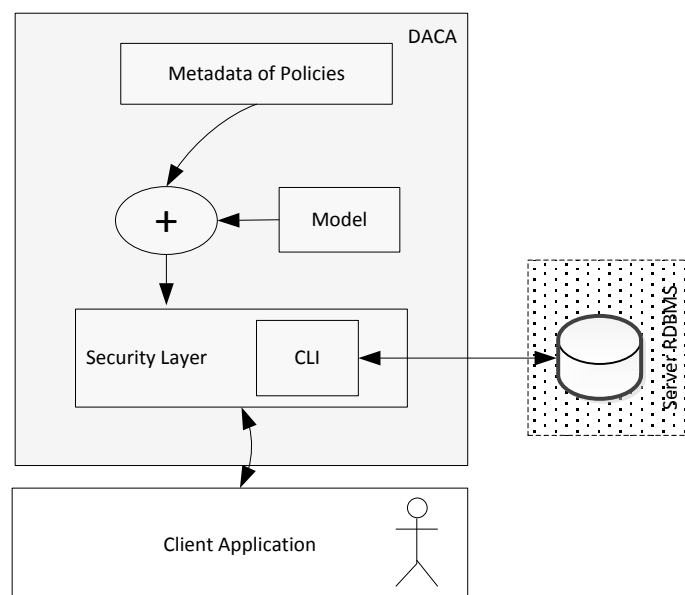 DACA
Metadata of Policies
+
Model
Security Layer
CLI
Server RDBMS
Client Application